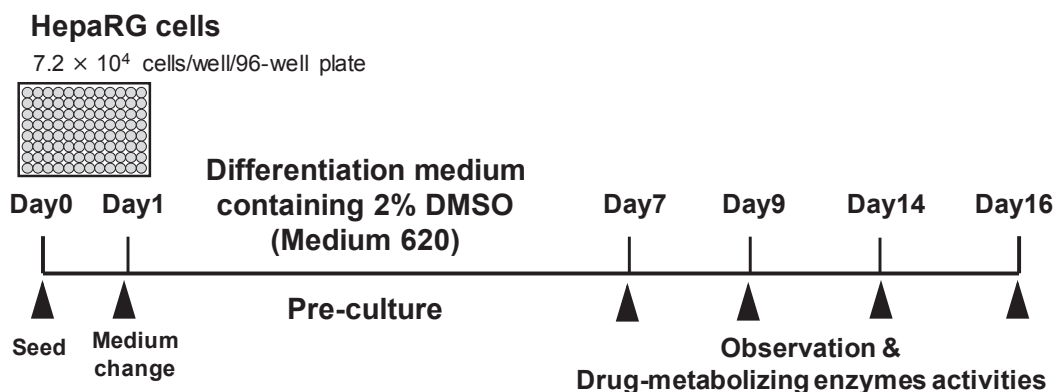 HepaRG cells
7.2 × 10⁴ cells/well/96-well plate
Differentiation medium
containing 2% DMSO
(Medium 620)
Day0 Day1 Day7 Day9 Day14 Day16
Pre-culture
Seed
Medium
change
Observation &
Drug-metabolizing enzymes activities